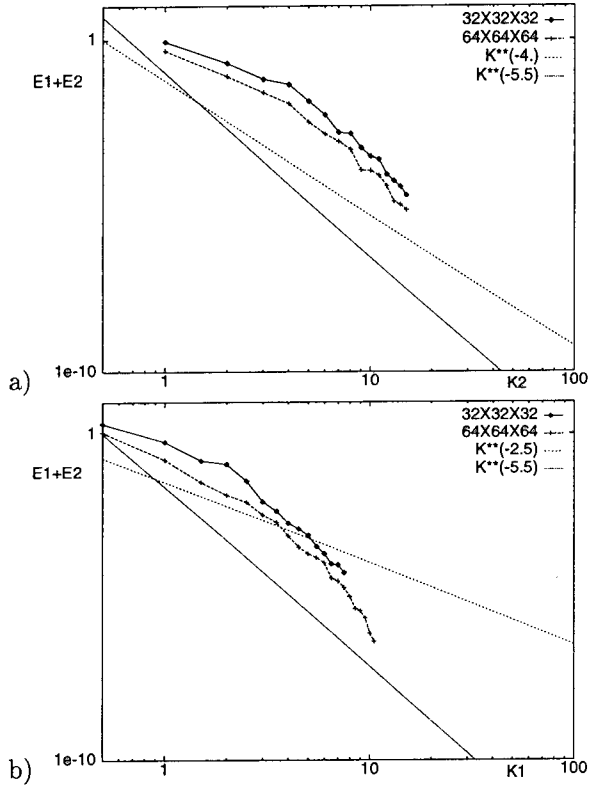 32X32X32
1
64X64X64
K**(-4.)
E1+E2
K**(-5.5)
1e-10
a)
1
10
K2
100
32X32X32
1
64X64X64
K**(-2.5)
E1+E2
K**(-5.5)
1e-10
b)
1
10
K1
100